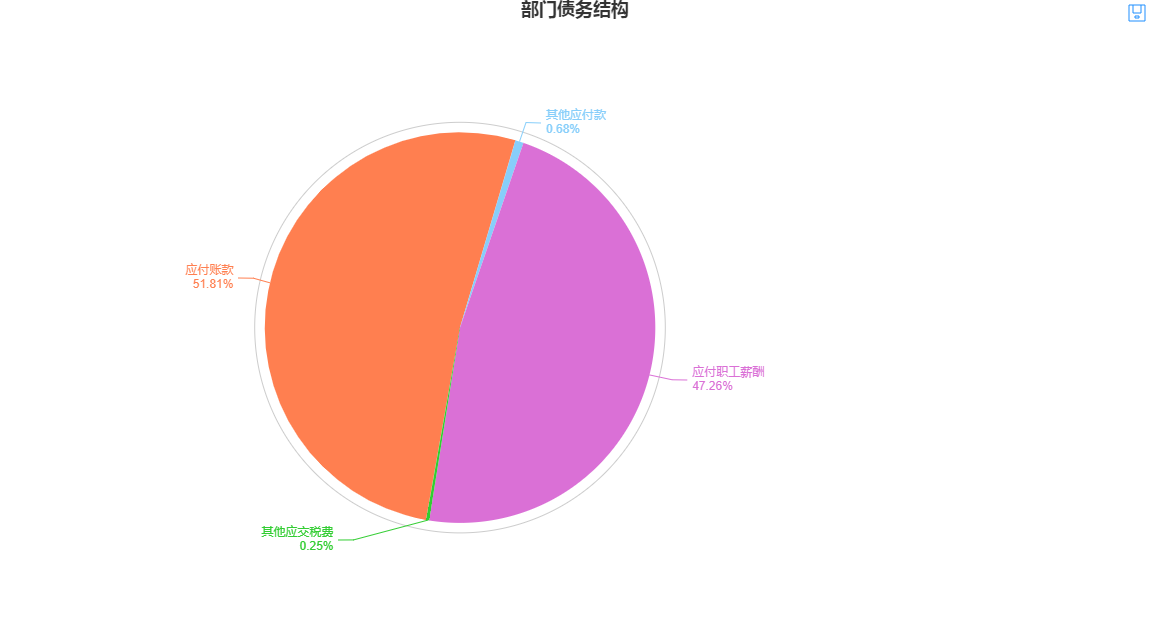 部门债务结构
其他应付款
0.68%
应付账款
51.81%
应付职工薪酬
47.26%
其他应交税费
0.25%